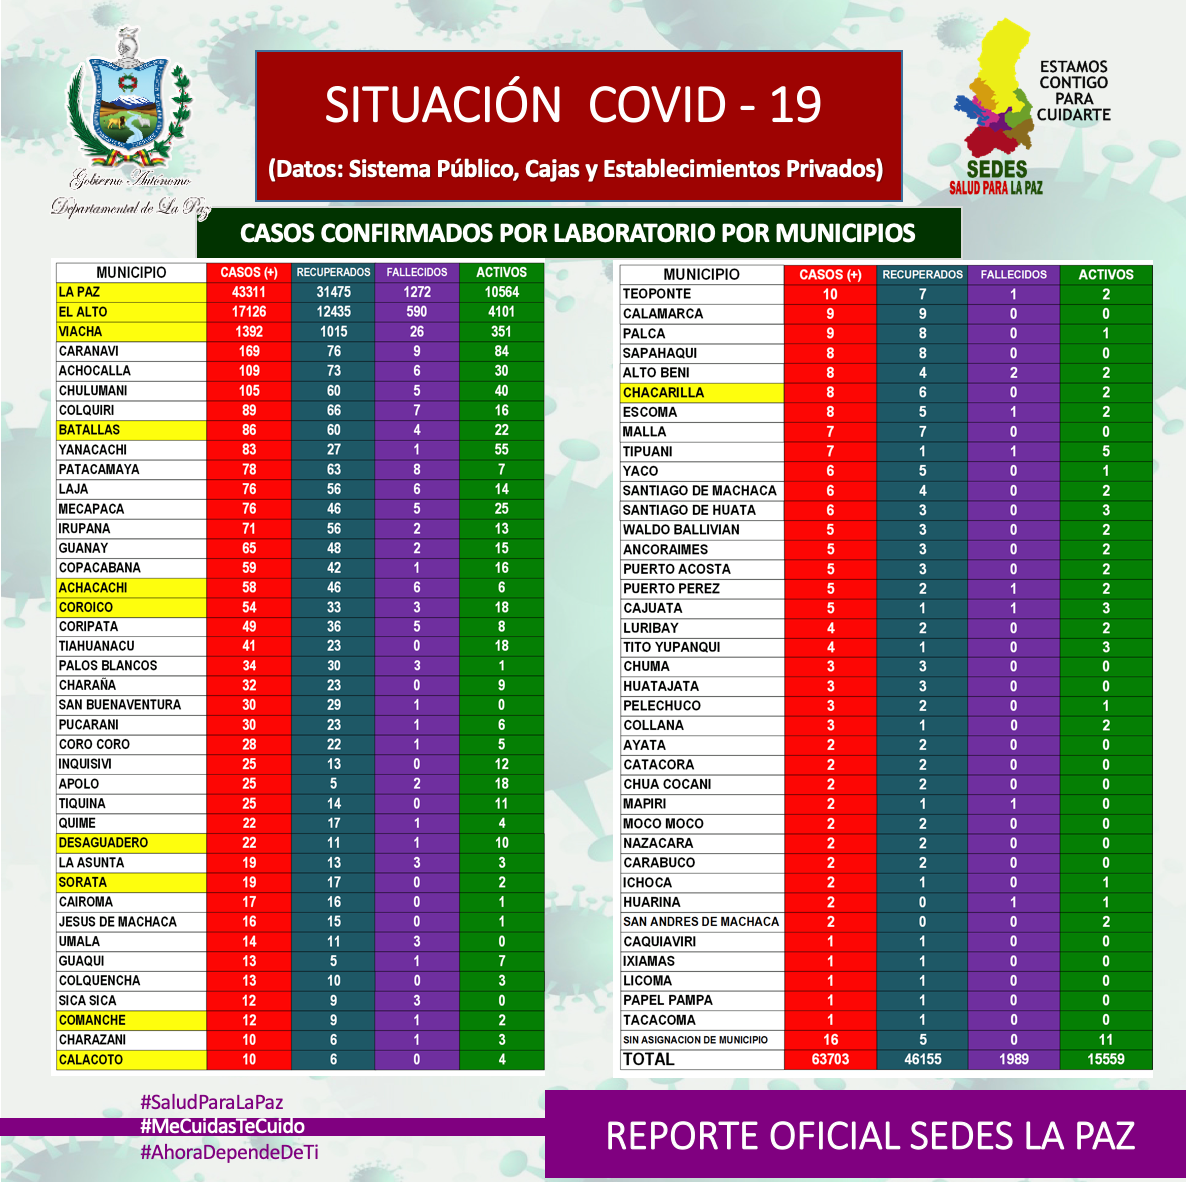 Gobierno Autónomo
Departamental de La Paz
SITUACIÓN COVID - 19
(Datos: Sistema Público, Cajas y Establecimientos Privados)
ESTAMOS
CONTIGO
PARA
CUIDARTE
SEDES
SALUD PARA LA PAZ
CASOS CONFIRMADOS POR LABORATORIO POR MUNICIPIOS
MUNICIPIO CASOS (+) RECUPERADOS FALLECIDOS ACTIVOS
LA PAZ 43311 31475 1272 10564
EL ALTO 17126 12435 590 4101
VIACHA 1392 1015 26 351
CARANAVI 169 76 9 84
ACHOCALLA 109 73 6 30
CHULUMANI 105 60 5 40
COLQUIRI 89 66 7 16
BATALLAS 86 60 4 22
YANACACHI 83 27 1 55
PATACAMAYA 78 63 8 7
LAJA 76 56 6 14
MECAPACA 76 46 5 25
IRUPANA 71 56 2 13
GUANAY 65 48 2 15
COPACABANA 59 42 1 16
ACHACACHI 58 46 6 6
COROICO 54 33 3 18
CORIPATA 49 36 5 8
TIAHUANACU 41 23 0 18
PALOS BLANCOS 34 30 3 1
CHARAÑA 32 23 0 9
SAN BUENAVENTURA 30 29 1 0
PUCARANI 30 23 1 6
CORO CORO 28 22 1 5
INQUISIVI 25 13 0 12
APOLO 25 5 2 18
TIQUINA 25 14 0 11
QUIME 22 17 1 4
DESAGUADERO 22 11 1 10
LA ASUNTA 19 13 3 3
SORATA 19 17 0 2
CAIROMA 17 16 0 1
JESUS DE MACHACA 16 15 0 1
UMALA 14 11 3 0
GUAQUI 13 5 1 7
COLQUENCHA 13 10 0 3
SICA SICA 12 9 3 0
COMANCHE 12 9 1 2
CHARAZANI 10 6 1 3
CALACOTO 10 6 0 4
MUNICIPIO CASOS (+) RECUPERADOS FALLECIDOS ACTIVOS
TEOPONTE 10 7 1 2
CALAMARCA 9 9 0 0
PALCA 9 8 0 1
SAPAHAQUI 8 8 0 0
ALTO BENI 8 4 2 2
CHACARILLA 8 6 0 2
ESCOMA 8 5 1 2
MALLA 7 7 0 0
TIPUANI 7 1 1 5
YACO 6 5 0 1
SANTIAGO DE MACHACA 6 4 0 2
SANTIAGO DE HUATA 6 3 0 3
WALDO BALLIVIAN 5 3 0 2
ANCORAIMES 5 3 0 2
PUERTO ACOSTA 5 3 0 2
PUERTO PEREZ 5 2 1 2
CAJUATA 5 1 1 3
LURIBAY 4 2 0 2
TITO YUPANQUI 4 1 0 3
CHUMA 3 3 0 0
HUATAJATA 3 3 0 0
PELECHUCO 3 2 0 1
COLLANA 3 1 0 2
AYATA 2 2 0 0
CATACORA 2 2 0 0
CHUA COCANI 2 2 0 0
MAPIRI 2 1 1 0
MOCO MOCO 2 2 0 0
NAZACARA 2 2 0 0
CARABUCO 2 2 0 0
ICHOCA 2 1 0 1
HUARINA 2 0 1 1
SAN ANDRES DE MACHACA 2 0 0 2
CAQUIAVIRI 1 1 0 0
IXIAMAS 1 1 0 0
LICOMA 1 1 0 0
PAPEL PAMPA 1 1 0 0
TACACOMA 1 1 0 0
SIN ASIGNACION DE MUNICIPIO 16 5 0 11
TOTAL 63703 46155 1989 15559
#SaludParaLaPaz
#MeCuidasTeCuido
#AhoraDependeDeTi
REPORTE OFICIAL SEDES LA PAZ